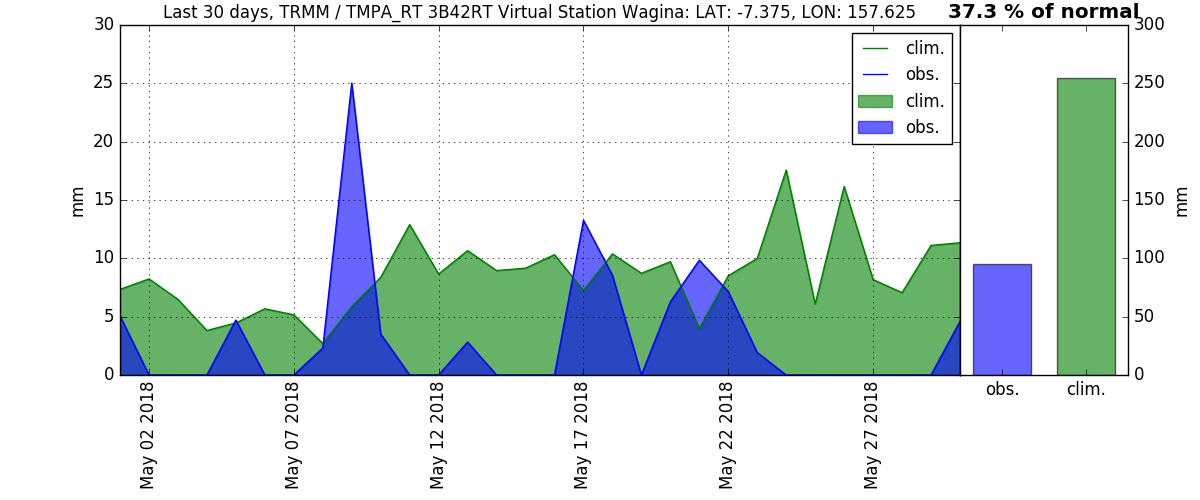 Last 30 days, TRMM / TMPA_RT 3B42RT Virtual Station Wagina: LAT: -7.375, LON: 157.625
37.3 % of normal
30
25
20
15
10
5
0
mm
clim.
obs.
clim.
obs.
May 02 2018
May 07 2018
May 12 2018
May 17 2018
May 22 2018
May 27 2018
300
250
200
150
100
50
0
mm
obs.
clim.